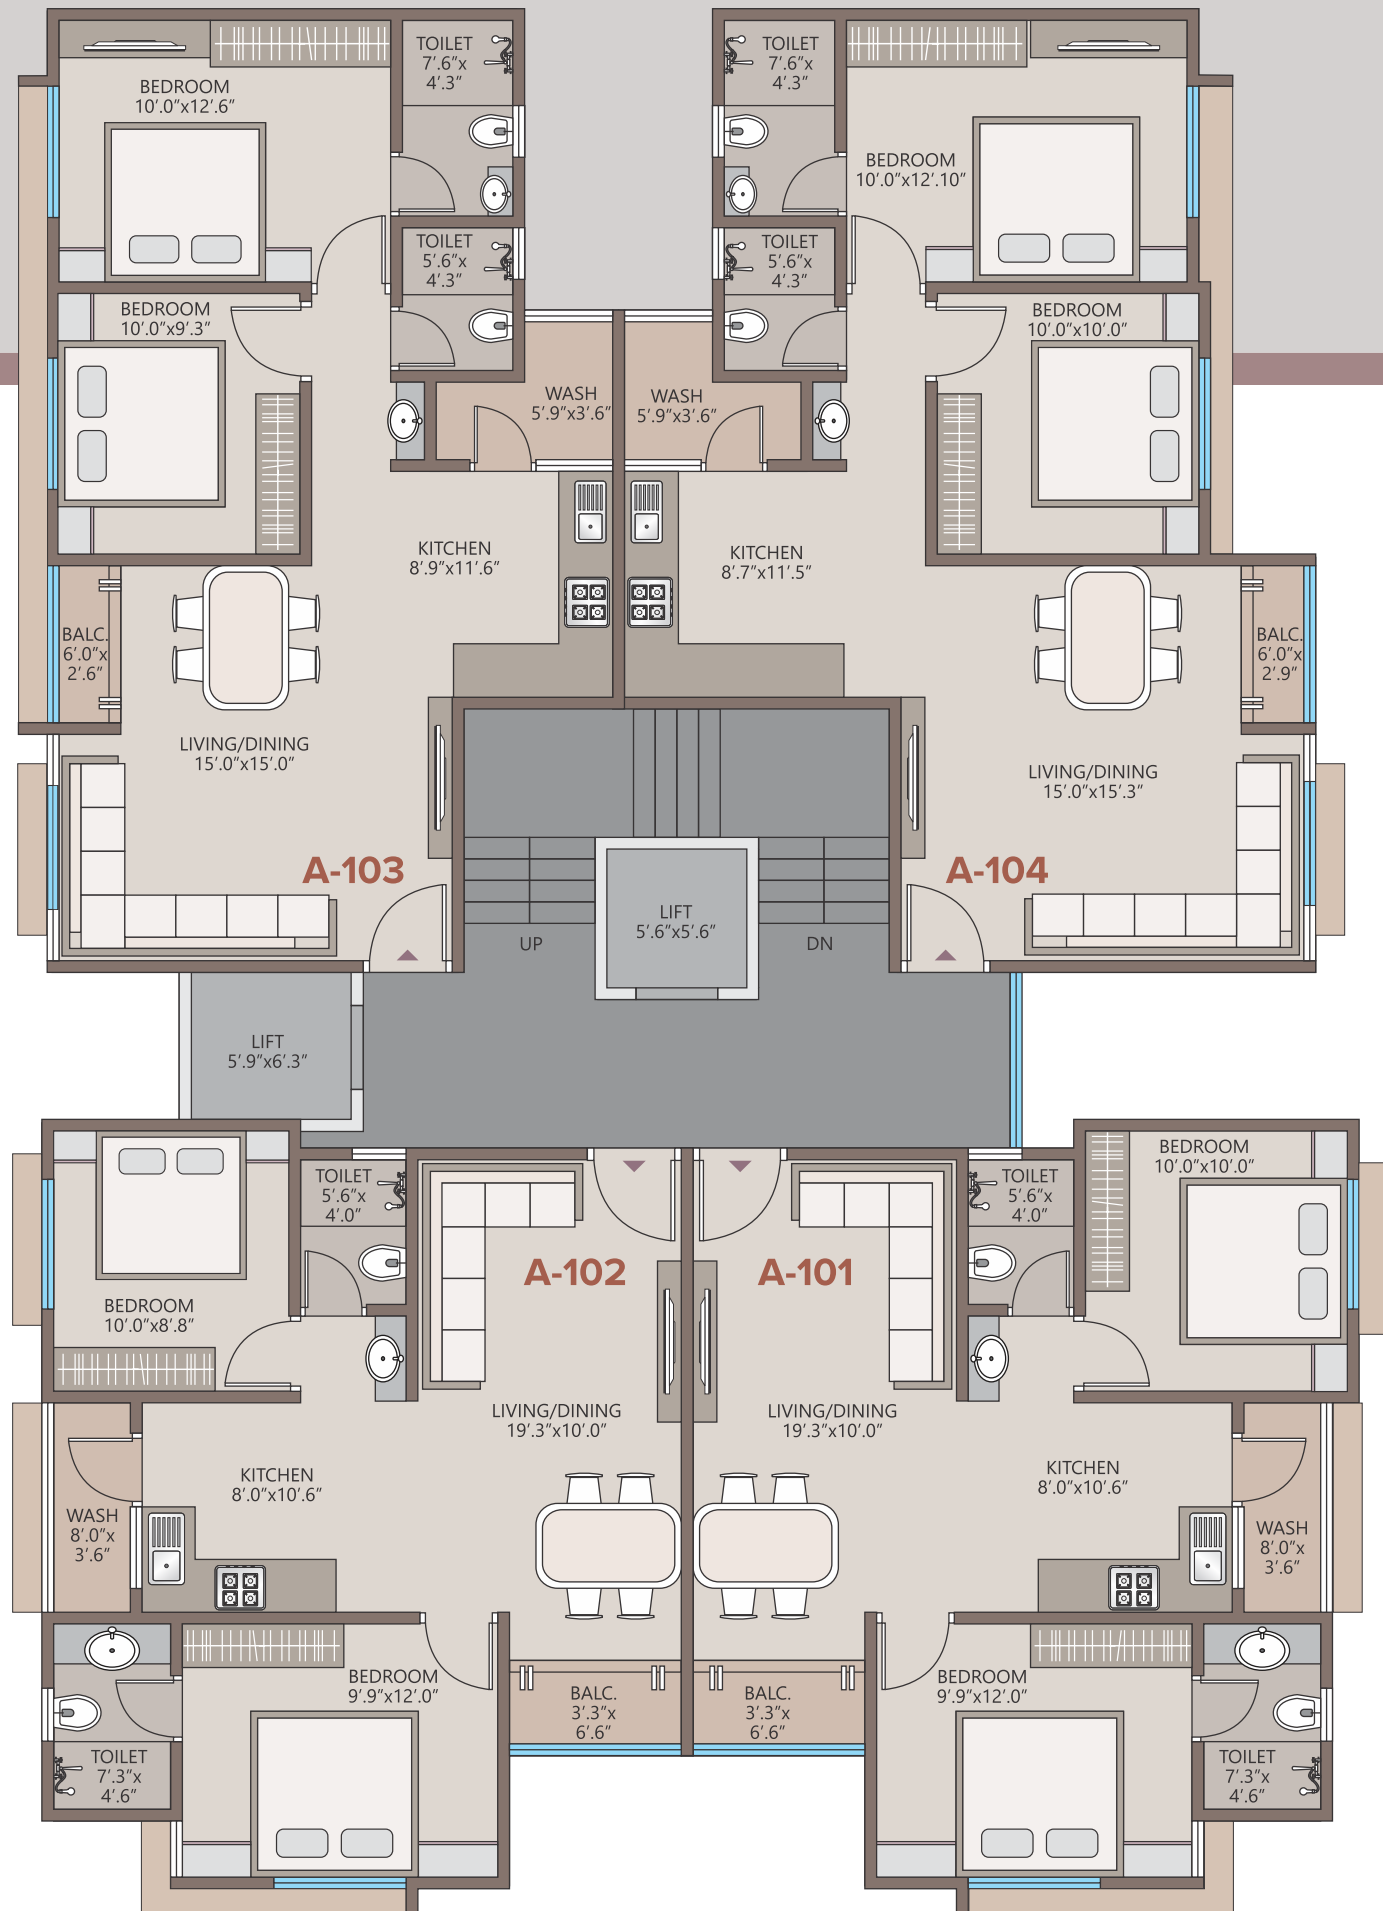 TOILET
7'.6"x
4'.3"
BEDROOM
10'.0"x12'.6"
TOILET
5'.6"x
4'.3"
BEDROOM
10'.0"x9'.3"
WASH
5'.9"x3'.6"
KITCHEN
8'.9"x11'.6"
BALC.
6'.0"x
2'.6"
LIVING/DINING
15'.0"x15'.0"
A-103
TOILET
7'.6"x
4'.3"
BEDROOM
10'.0"x12'.10"
TOILET
5'.6"x
4'.3"
BEDROOM
10'.0"x10'.0"
WASH
5'.9"x3'.6"
KITCHEN
8'.7"x11'.5"
BALC.
6'.0"x
2'.9"
LIVING/DINING
15'.0"x15'.3"
A-104
UP
LIFT
5'.6"x5'.6"
DN
LIFT
5'.9"x6'.3"
TOILET
5'.6"x
4'.0"
A-102
BEDROOM
10'.0"x8'.8"
LIVING/DINING
19'.3"x10'.0"
KITCHEN
8'.0"x10'.6"
WASH
8'.0"x
3'.6"
BEDROOM
9'.9"x12'.0"
BALC.
3'.3"x
6'.6"
TOILET
7'.3"x
4'.6"
BEDROOM
10'.0"x10'.0"
TOILET
5'.6"x
4'.0"
A-101
LIVING/DINING
19'.3"x10'.0"
KITCHEN
8'.0"x10'.6"
WASH
8'.0"x
3'.6"
BEDROOM
9'.9"x12'.0"
BALC.
3'.3"x
6'.6"
TOILET
7'.3"x
4'.6"